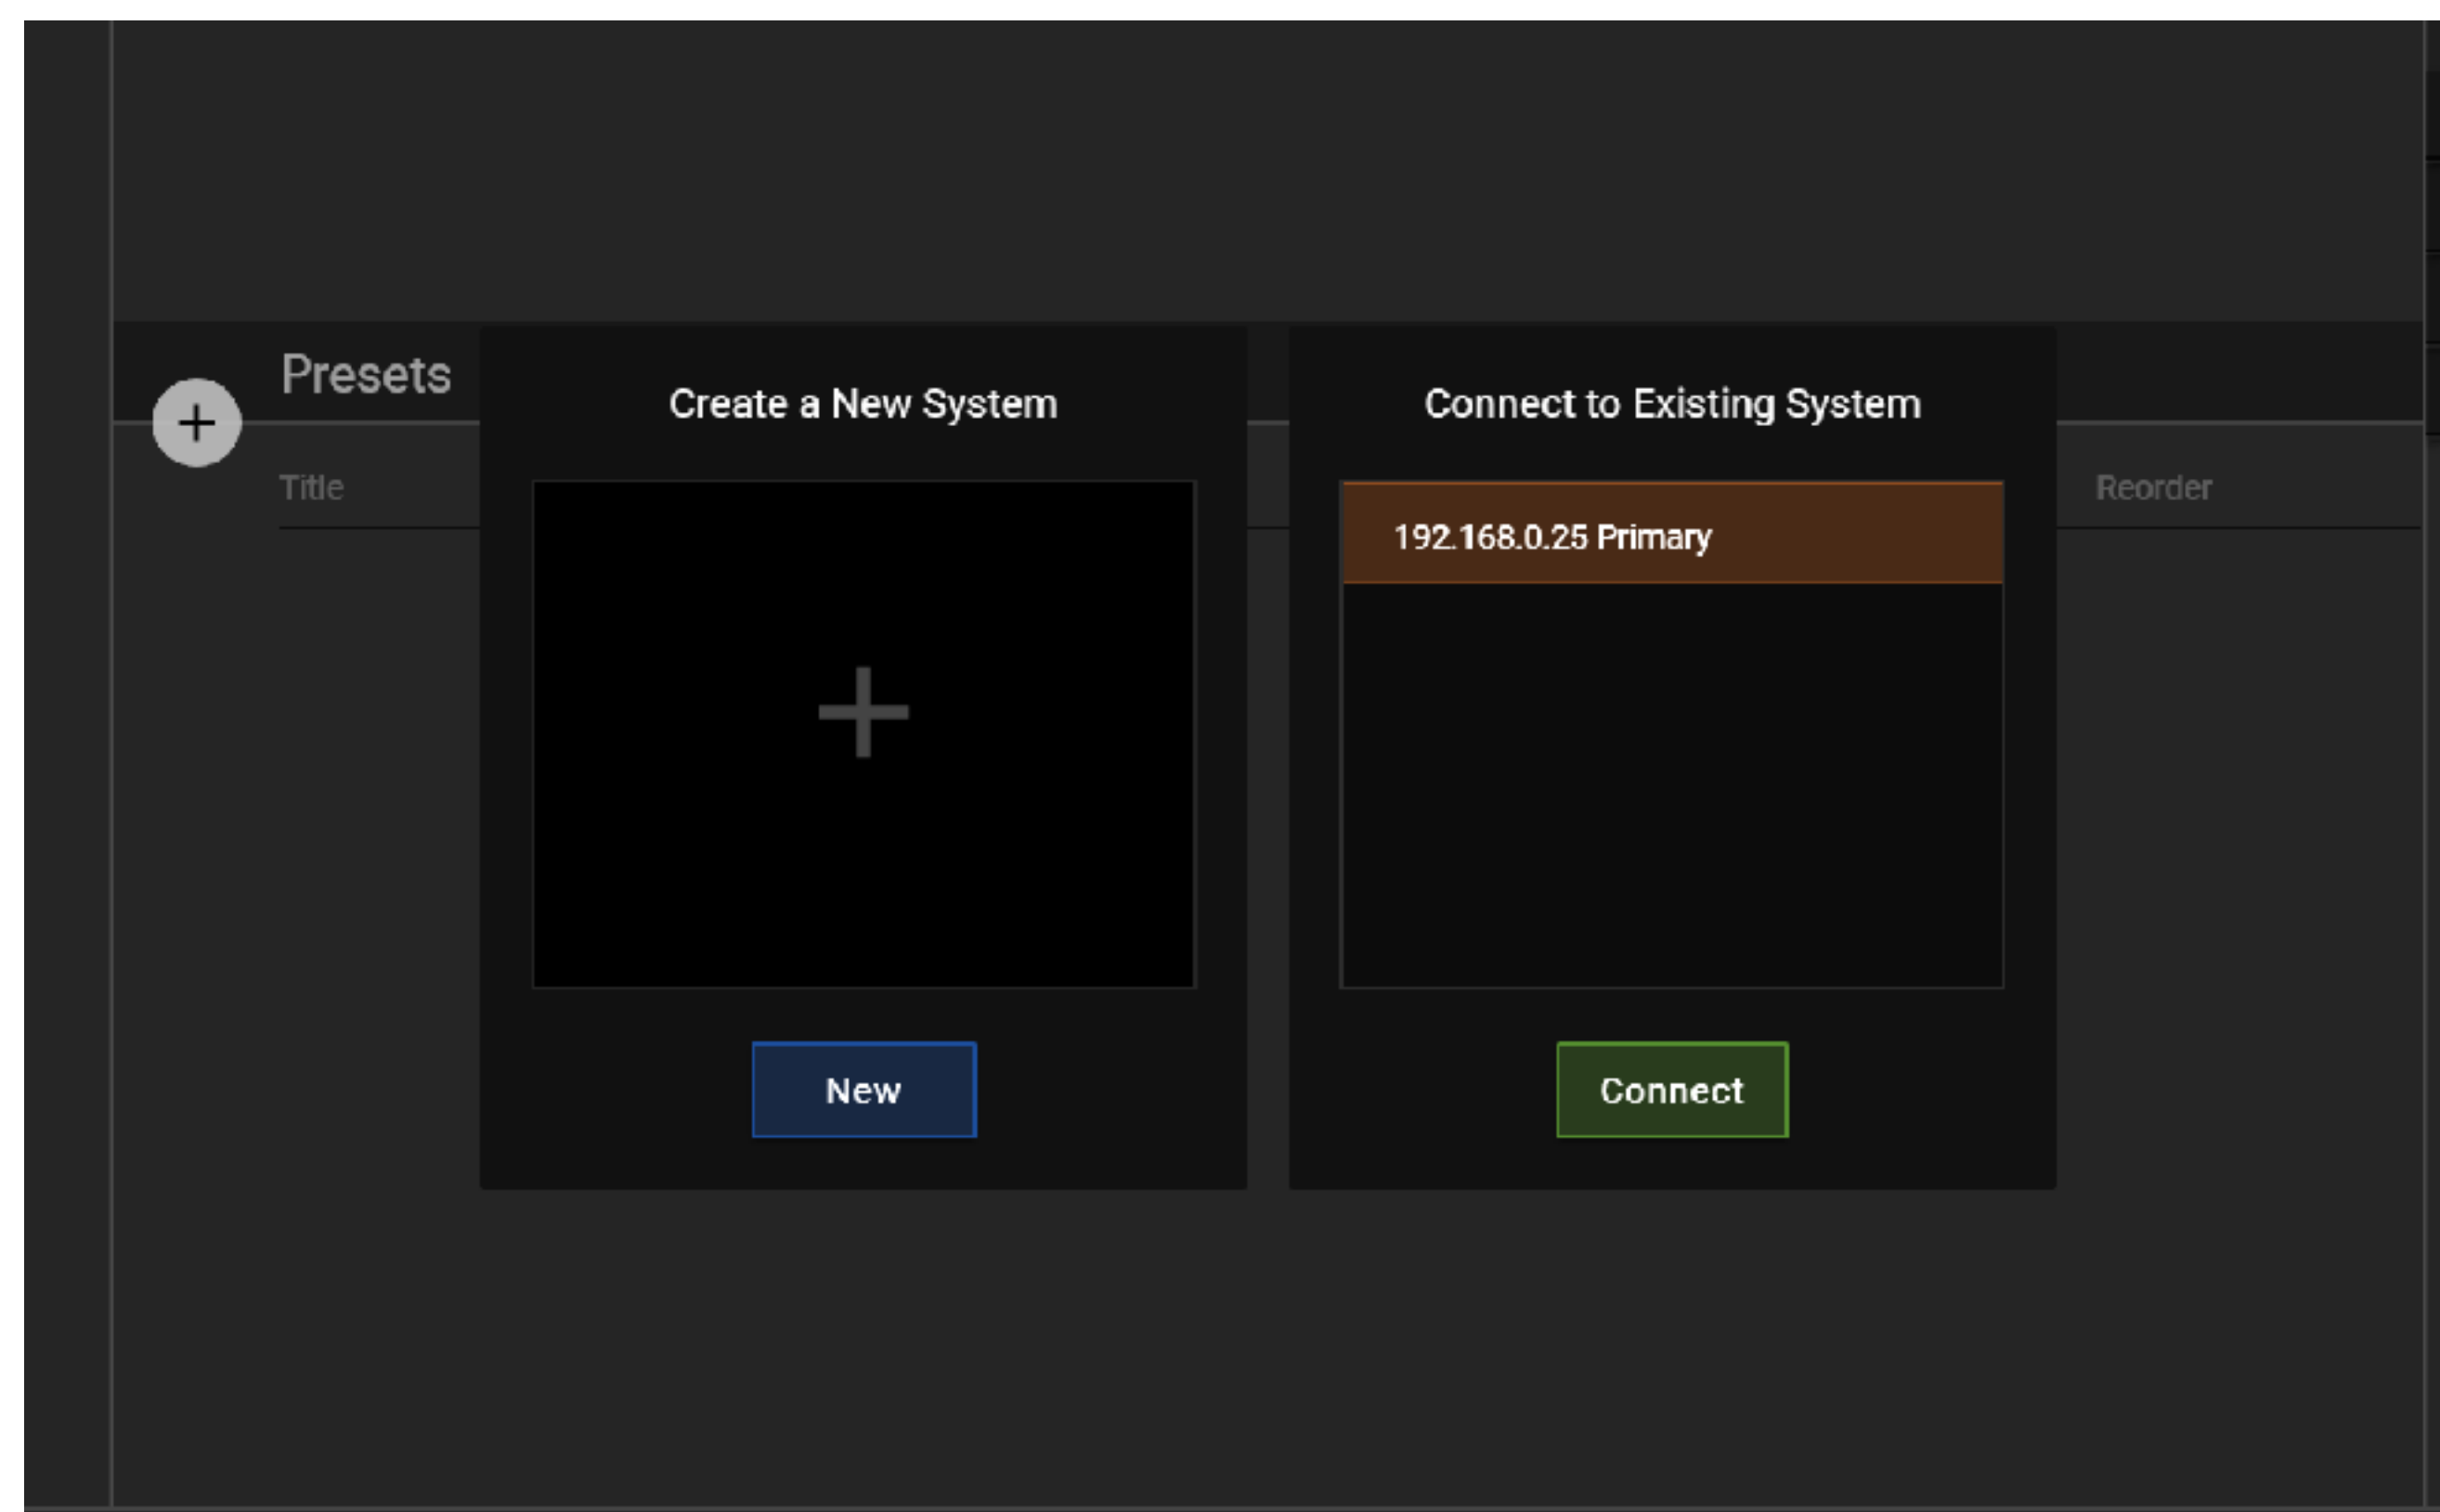 Presets
Create a New System
Connect to Existing System
Title
Reorder
192.168.0.25 Primary
New
Connect